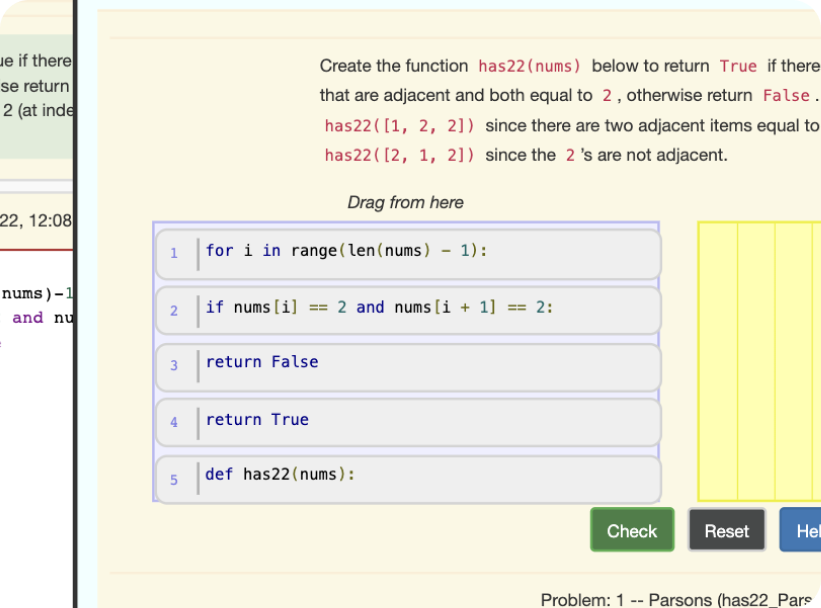 ue if there
se return
2 (at inde
22, 12:08
nums)-1
and nu
Create the function has22(nums) below to return True if there
that are adjacent and both equal to 2, otherwise return False.
has22([1, 2, 2]) since there are two adjacent items equal to
has22([2, 1, 2]) since the 2's are not adjacent.
Drag from here
1 for i in range(len(nums) - 1):
2 if nums[i] == 2 and nums[i + 1] == 2:
3 return False
4 return True
5 def has22(nums):
Check Reset Hel
Problem: 1 -- Parsons (has22_Pars